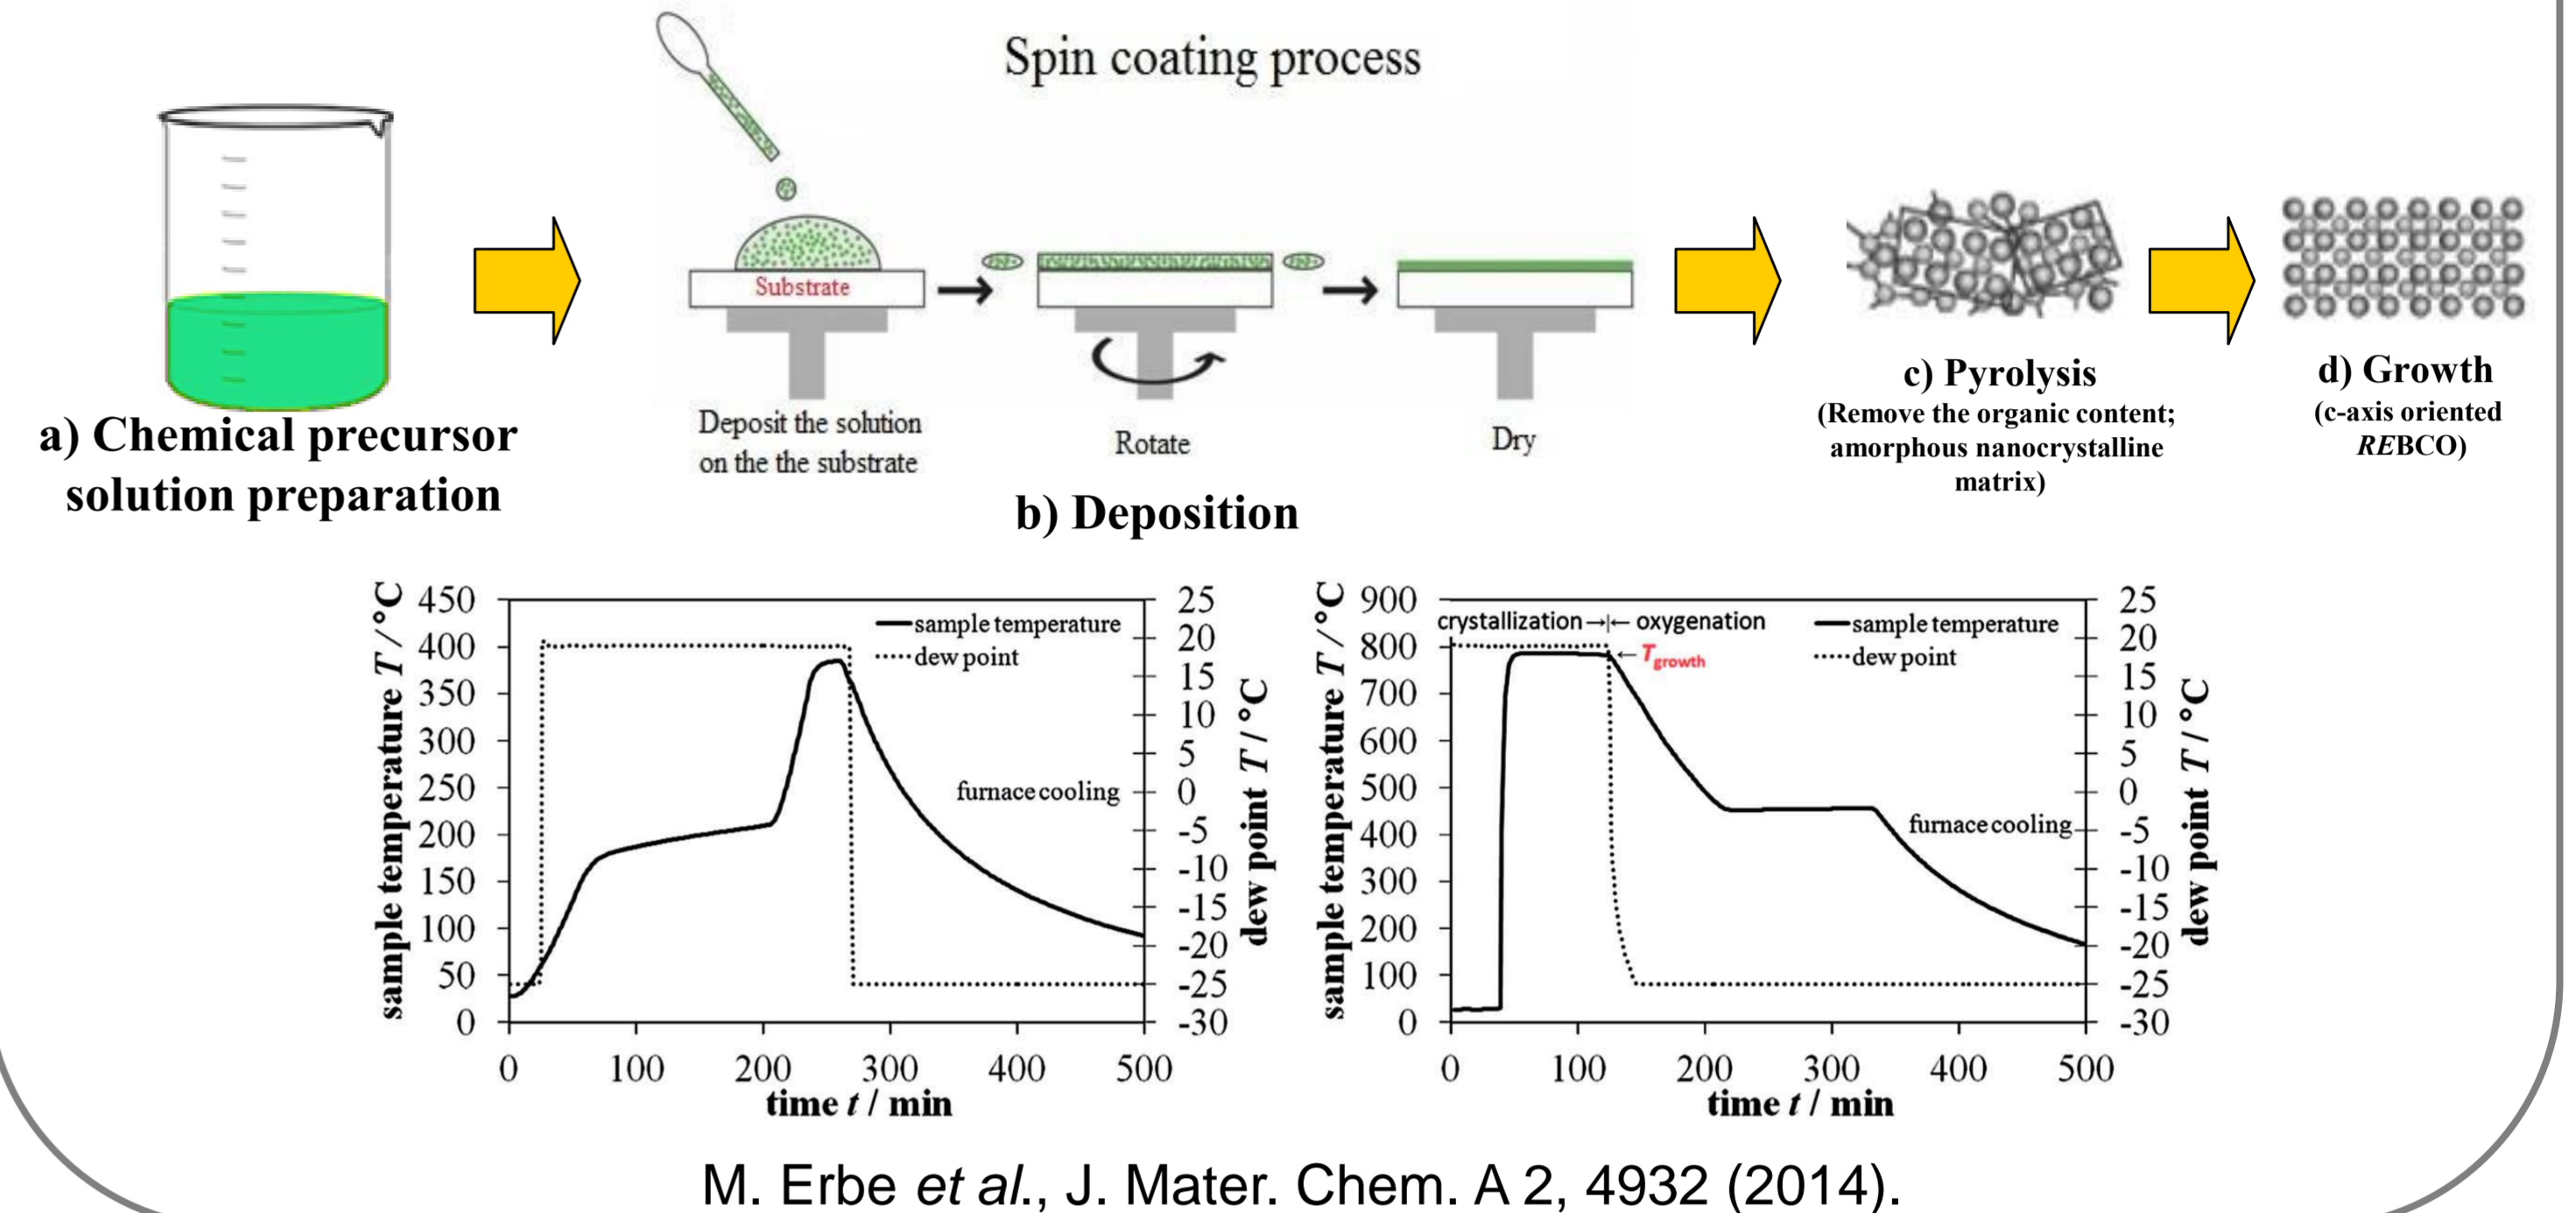 Spin coating process
Substrate
Deposit the solution
on the the substrate
Rotate
Dry
a) Chemical precursor
solution preparation
b) Deposition
c) Pyrolysis
(Remove the organic content;
amorphous nanocrystalline
matrix)
d) Growth
(c-axis oriented
REBCO)
sample temperature T / °C
450
400
350
300
250
200
150
100
50
0
sample temperature
dew point
furnace cooling
25
20
15
10
5
0
-5
-10
-15
-20
-25
-30
dew point T / °C
0 100 200 300 400 500
time t / min
sample temperature T / °C
900
800
700
600
500
400
300
200
100
0
crystallization →|← oxygenation
← Tgrowth
sample temperature
dew point
furnace cooling
25
20
15
10
5
0
-5
-10
-15
-20
-25
-30
dew point T / °C
0 100 200 300 400 500
time t / min
M. Erbe et al., J. Mater. Chem. A 2, 4932 (2014).